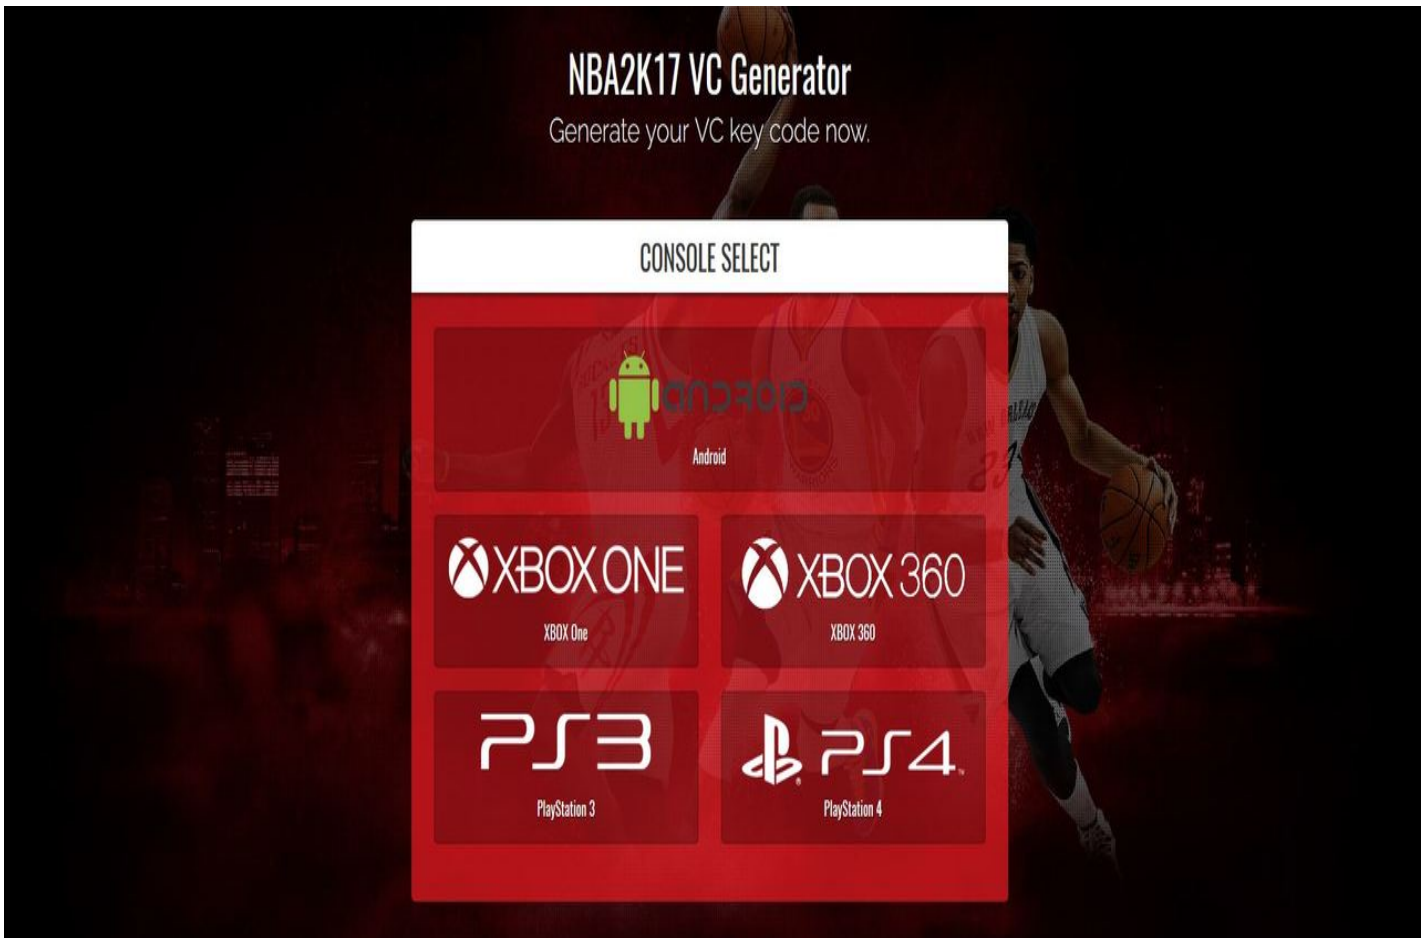 NBA2K17 VC Generator
Generate your VC key code now.
CONSOLE SELECT
ANDROID
Android
XBOX ONE
XBOX 360
XBOX One
XBOX 360
PS3
PS4
PlayStation 3
PlayStation 4
23